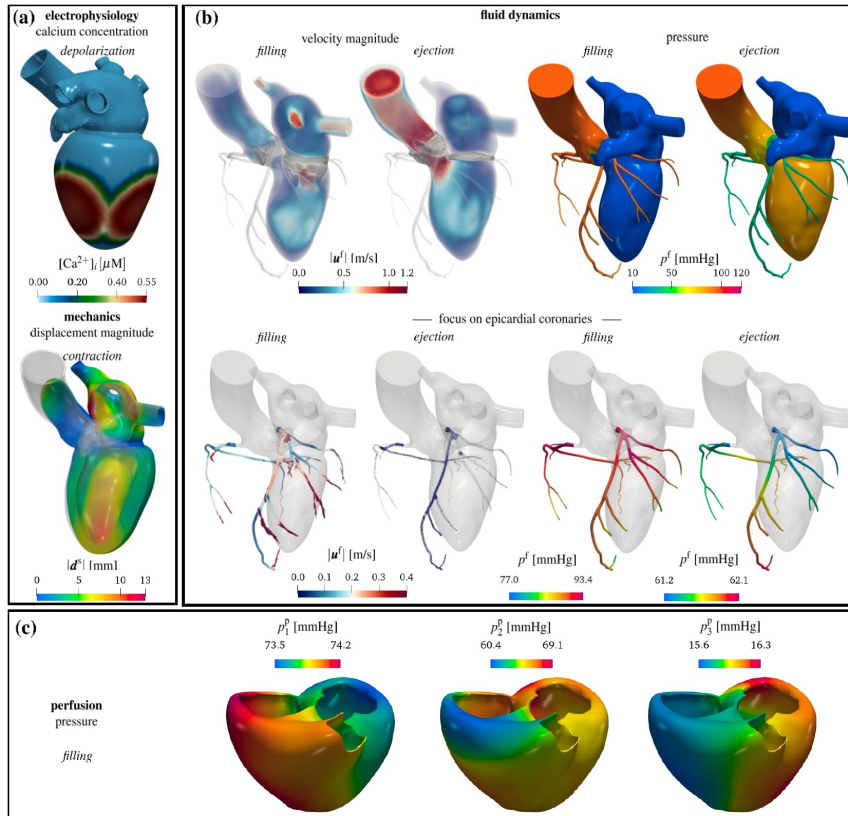 (a)
electrophysiology
calcium concentration
depolarization
[Ca²⁺]ᵢ [μM]
0.00 0.20 0.40 0.55
mechanics
displacement magnitude
contraction
|dˢ| [mm]
0 5 10 13
(b)
fluid dynamics
velocity magnitude
pressure
filling
ejection
filling
ejection
|uᶠ| [m/s]
0.0 0.5 1.0 1.2
pᶠ [mmHg]
10 50 100 120
focus on epicardial coronaries
filling
ejection
filling
ejection
|uᶠ| [m/s]
0.0 0.1 0.2 0.3 0.4
pᶠ [mmHg]
77.0 93.4
pᶠ [mmHg]
61.2 62.1
(c)
p₁ᵖ [mmHg]
73.5 74.2
p₂ᵖ [mmHg]
60.4 69.1
p₃ᵖ [mmHg]
15.6 16.3
perfusion
pressure
filling